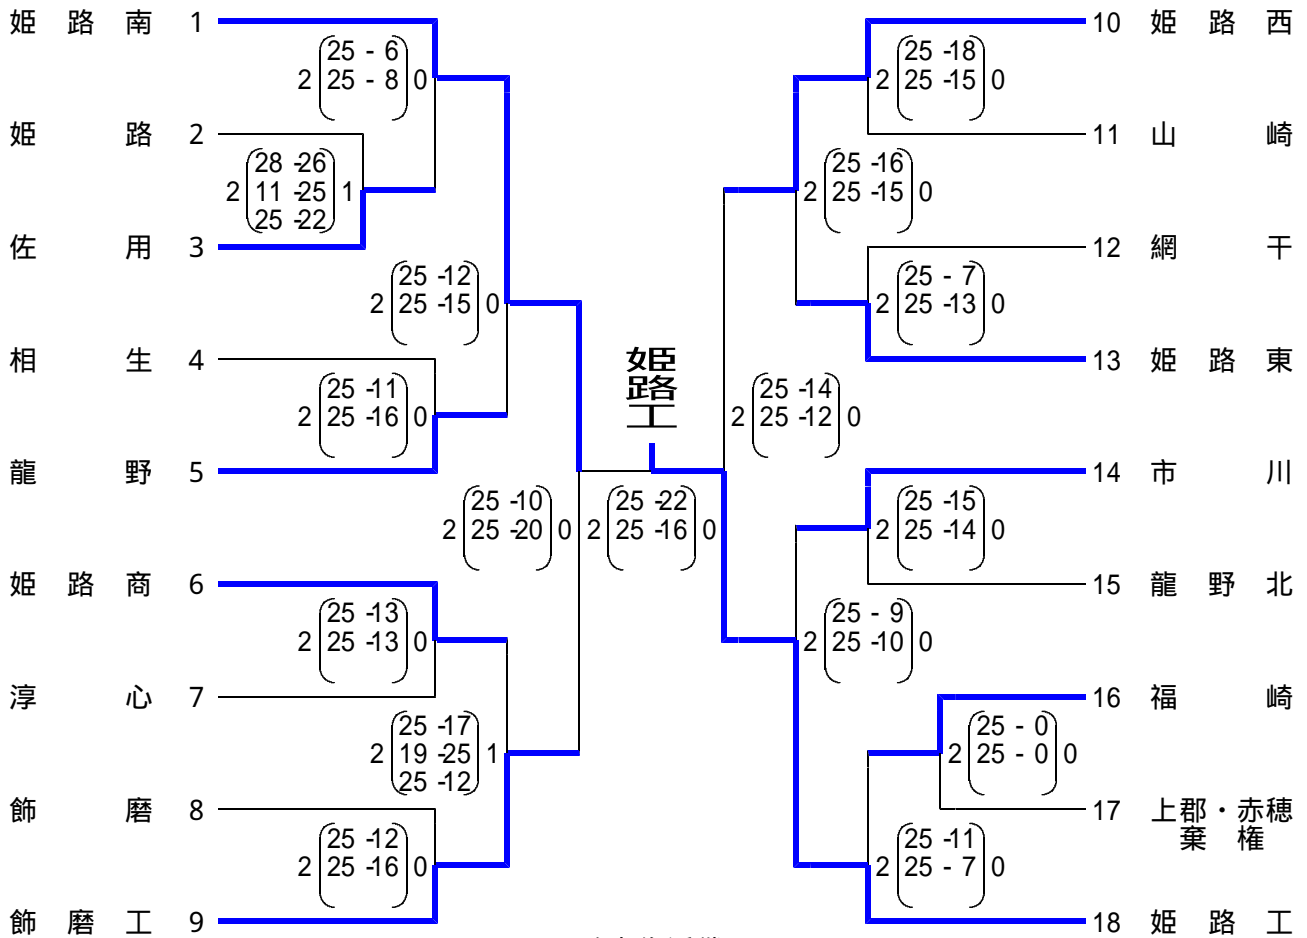 姫路南 1
25 - 6
2 25 - 8 0
姫路 2
28 -26
2 11 -25 1
25 -22
佐用 3
25 -12
2 25 -15 0
相生 4
25 -11
2 25 -16 0
龍野 5
25 -10
2 25 -20 0
姫路商 6
25 -13
2 25 -13 0
淳心 7
25 -17
2 19 -25 1
25 -12
飾磨 8
25 -12
2 25 -16 0
飾磨工 9
姫路工
25 -22
2 25 -16 0
10 姫路西
25 -18
2 25 -15 0
11 山崎
25 -16
2 25 -15 0
12 網干
25 - 7
2 25 -13 0
13 姫路東
25 -14
2 25 -12 0
14 市川
25 -15
2 25 -14 0
15 龍野北
25 - 9
2 25 -10 0
16 福崎
25 - 0
2 25 - 0 0
17 上郡・赤穂
棄権
25 -11
2 25 - 7 0
18 姫路工